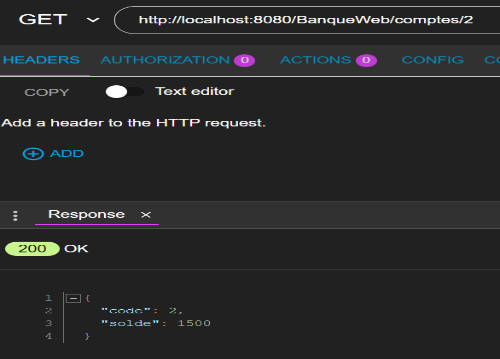 GET http://localhost:8080/BanqueWeb/comptes/2
HEADERS AUTHORIZATION 0 ACTIONS 0 CONFIG CO
COPY Text editor
Add a header to the HTTP request.
ADD
Response ×
200 OK
1 {
2 "code": 2,
3 "solde": 1500
4 }